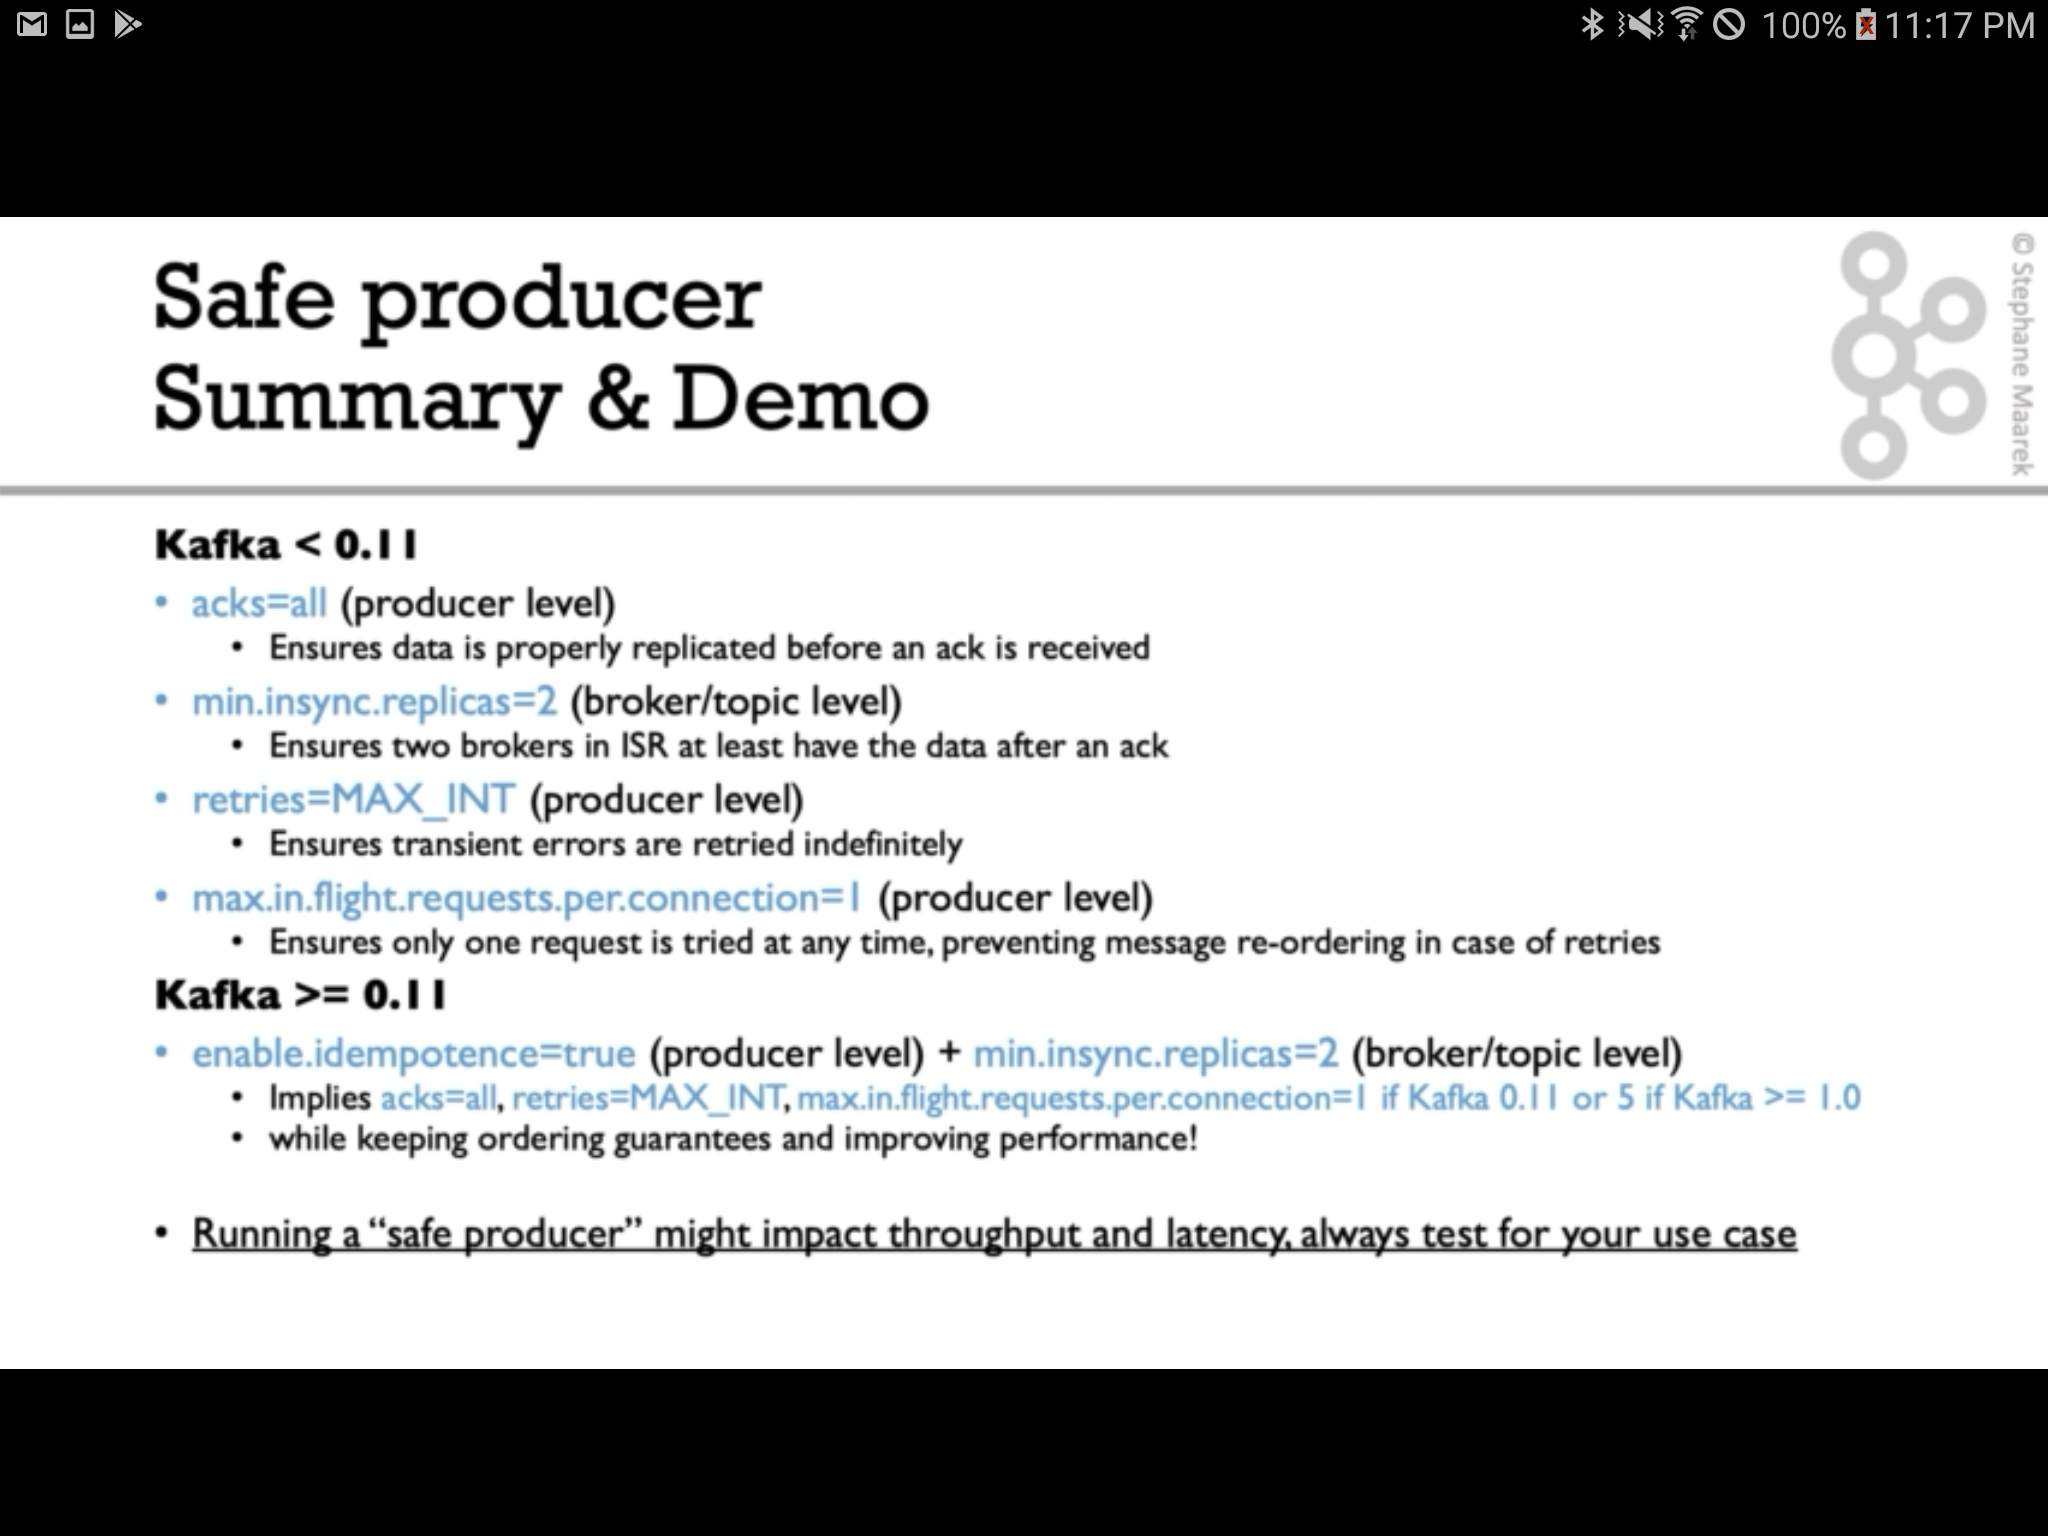 100% 11:17 PM
Safe producer
Summary & Demo
© Stephane Maarek
Kafka < 0.11
• acks=all (producer level)
• Ensures data is properly replicated before an ack is received
• min.insync.replicas=2 (broker/topic level)
• Ensures two brokers in ISR at least have the data after an ack
• retries=MAX_INT (producer level)
• Ensures transient errors are retried indefinitely
• max.in.flight.requests.per.connection=1 (producer level)
• Ensures only one request is tried at any time, preventing message re-ordering in case of retries
Kafka >= 0.11
• enable.idempotence=true (producer level) + min.insync.replicas=2 (broker/topic level)
• Implies acks=all, retries=MAX_INT, max.in.flight.requests.per.connection=1 if Kafka 0.11 or 5 if Kafka >= 1.0
• while keeping ordering guarantees and improving performance!
• Running a “safe producer” might impact throughput and latency, always test for your use case